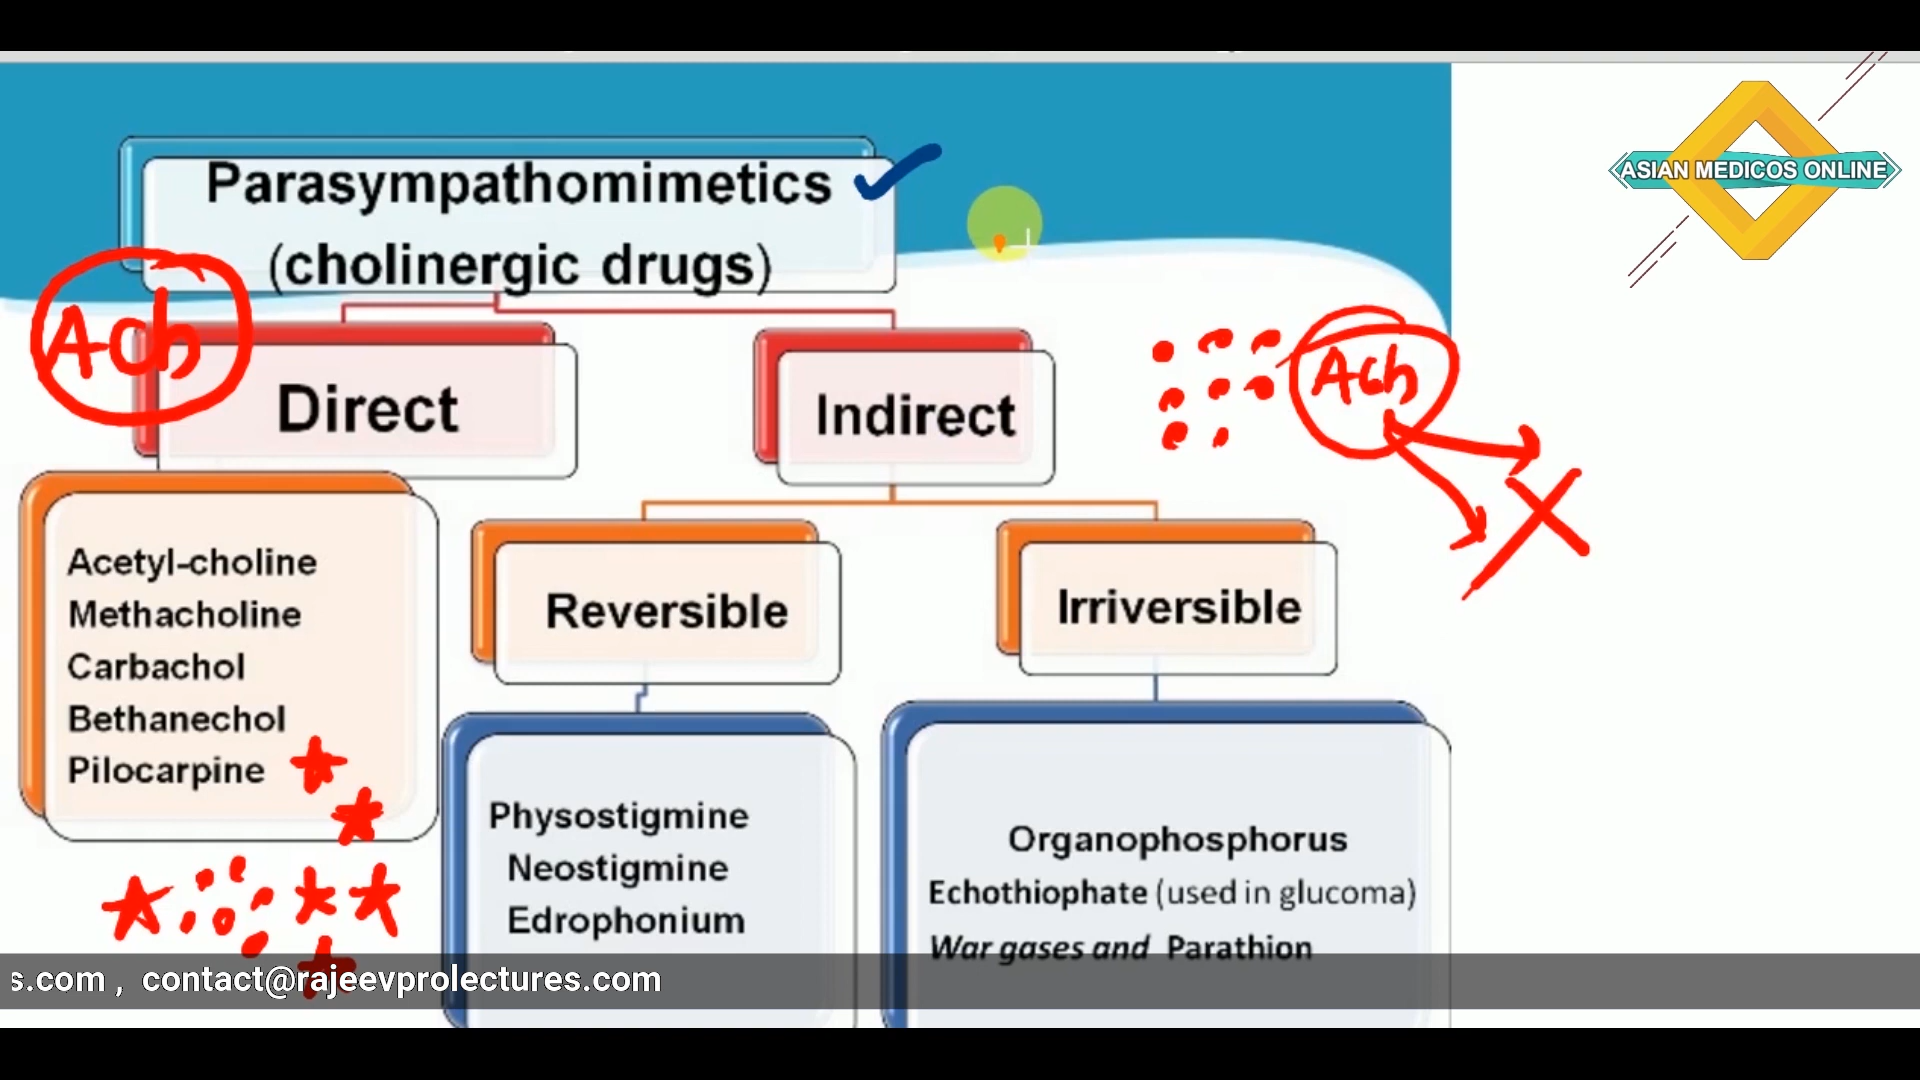 ASIAN MEDICOS ONLINE
Parasympathomimetics
(cholinergic drugs)
Ach
Direct
Indirect
Ach
Acetyl-choline
Methacholine
Carbachol
Bethanechol
Pilocarpine
Reversible
Irriversible
Physostigmine
Neostigmine
Edrophonium
Organophosphorus
Echothiophate (used in glucoma)
War gases and Parathion
s.com , contact@rajeevprolectures.com